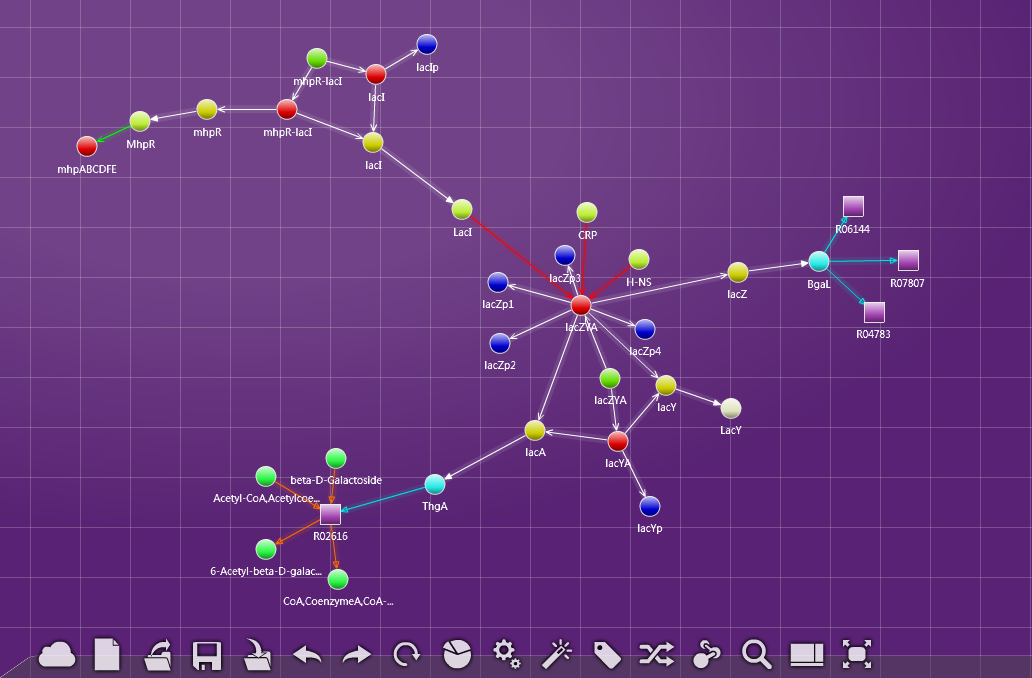 lacIp
mhpR-lacI
lacI
mhpR
mhpR-lacI
MhpR
lacI
mhpABCDFE
LacI
CRP
R06144
lacZp3
H-NS
BgaL
R07807
lacZ
lacZp1
lacZYA
R04783
lacZp4
lacZp2
lacZYA
lacY
LacY
lacA
lacYA
beta-D-Galactoside
Acetyl-CoA,Acetylcoe...
ThgA
lacYp
R02616
6-Acetyl-beta-D-galac...
CoA,CoenzymeA,CoA-...